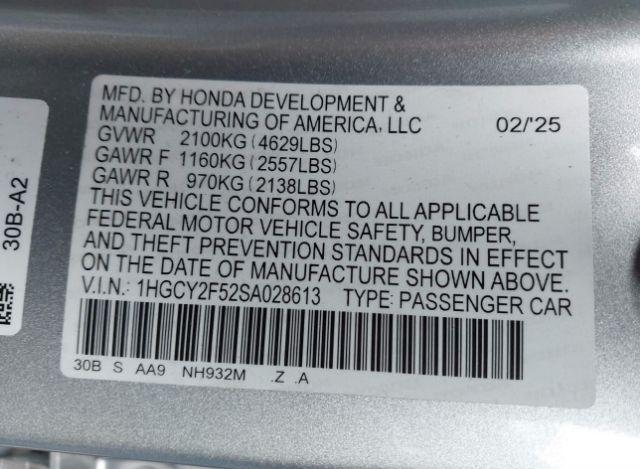 MFD. BY HONDA DEVELOPMENT &
MANUFACTURING OF AMERICA, LLC 02/'25
GVWR 2100KG (4629LBS)
GAWR F 1160KG (2557LBS)
GAWR R 970KG (2138LBS)
THIS VEHICLE CONFORMS TO ALL APPLICABLE
FEDERAL MOTOR VEHICLE SAFETY, BUMPER,
AND THEFT PREVENTION STANDARDS IN EFFECT
ON THE DATE OF MANUFACTURE SHOWN ABOVE.
V.I.N.: 1HGCY2F52SA028613 TYPE: PASSENGER CAR
30B S AA9 NH932M .Z .A
30B-A2